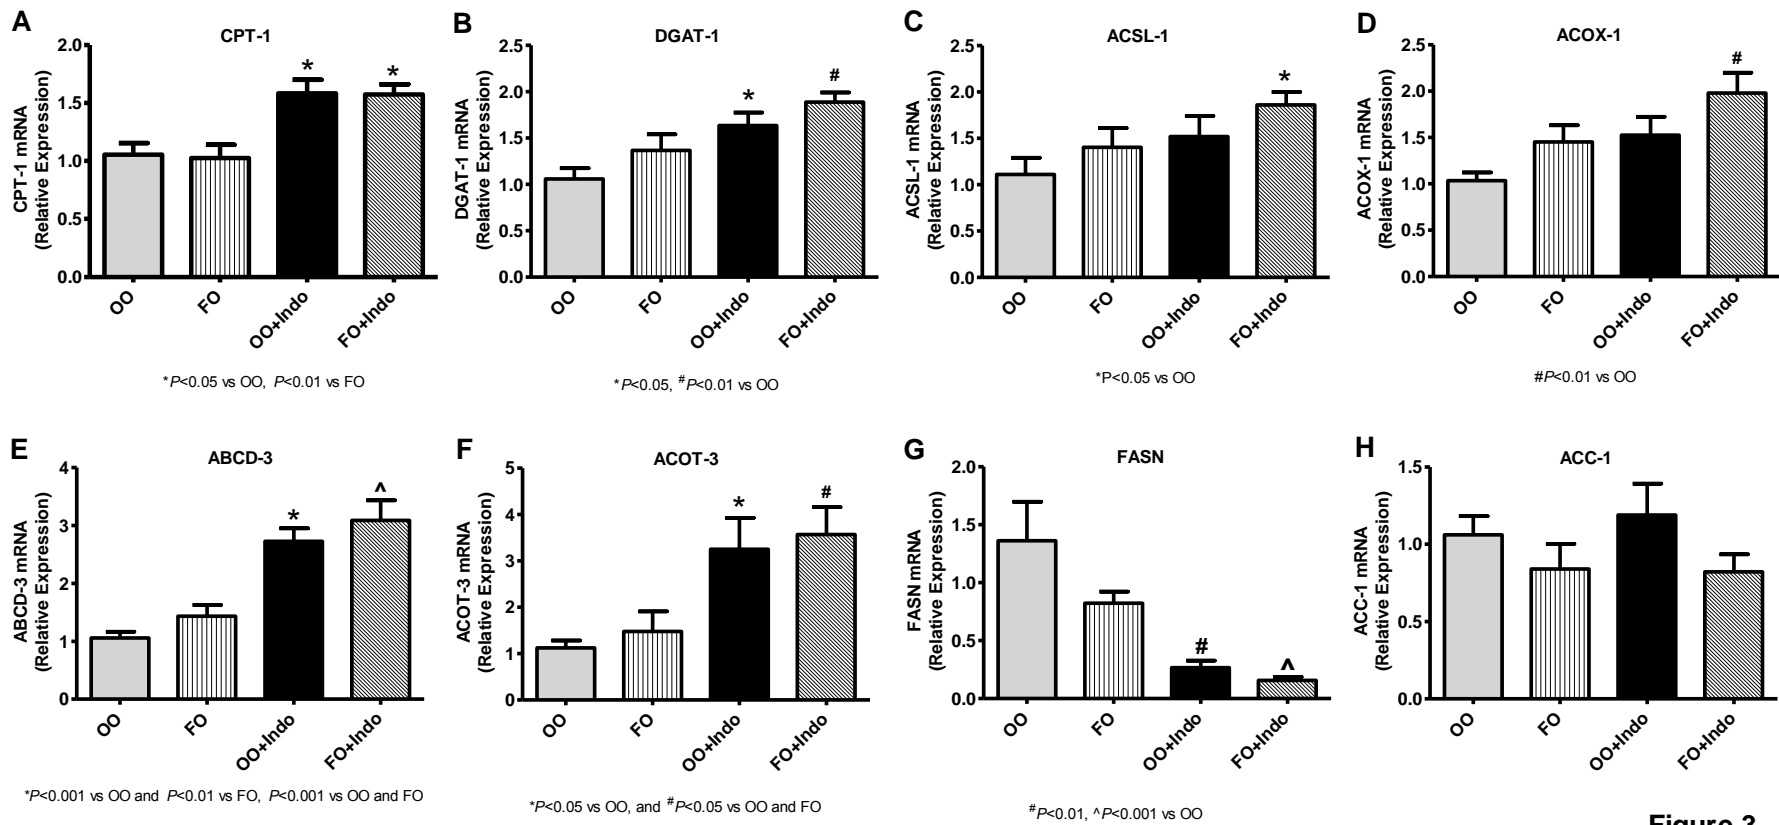 A
CPT-1
CPT-1 mRNA
(Relative Expression)
2.0
1.5
1.0
0.5
0.0
*
*
OO
FO
OO+Indo
FO+Indo
*P<0.05 vs OO, P<0.01 vs FO
B
DGAT-1
DGAT-1 mRNA
(Relative Expression)
2.5
2.0
1.5
1.0
0.5
0.0
*
#
OO
FO
OO+Indo
FO+Indo
*P<0.05, #P<0.01 vs OO
C
ACSL-1
ACSL-1 mRNA
(Relative Expression)
2.5
2.0
1.5
1.0
0.5
0.0
*
OO
FO
OO+Indo
FO+Indo
*P<0.05 vs OO
D
ACOX-1
ACOX-1 mRNA
(Relative Expression)
2.5
2.0
1.5
1.0
0.5
0.0
#
OO
FO
OO+Indo
FO+Indo
#P<0.01 vs OO
E
ABCD-3
ABCD-3 mRNA
(Relative Expression)
4
3
2
1
0
*
^
OO
FO
OO+Indo
FO+Indo
*P<0.001 vs OO and P<0.01 vs FO, P<0.001 vs OO and FO
F
ACOT-3
ACOT-3 mRNA
(Relative Expression)
5
4
3
2
1
0
*
#
OO
FO
OO+Indo
FO+Indo
*P<0.05 vs OO, and #P<0.05 vs OO and FO
G
FASN
FASN mRNA
(Relative Expression)
2.0
1.5
1.0
0.5
0.0
#
^
OO
FO
OO+Indo
FO+Indo
#P<0.01, ^P<0.001 vs OO
H
ACC-1
ACC-1 mRNA
(Relative Expression)
1.5
1.0
0.5
0.0
OO
FO
OO+Indo
FO+Indo